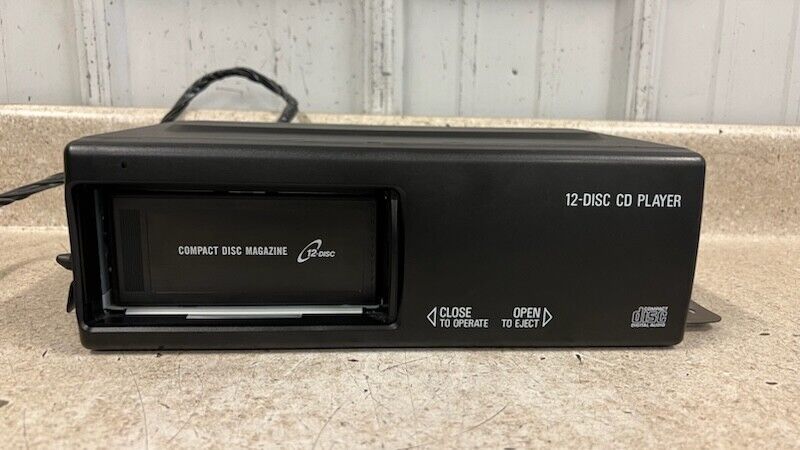 12-DISC CD PLAYER
COMPACT DISC MAGAZINE 12-DISC
CLOSE TO OPERATE
OPEN TO EJECT
COMPACT
disc
DIGITAL AUDIO